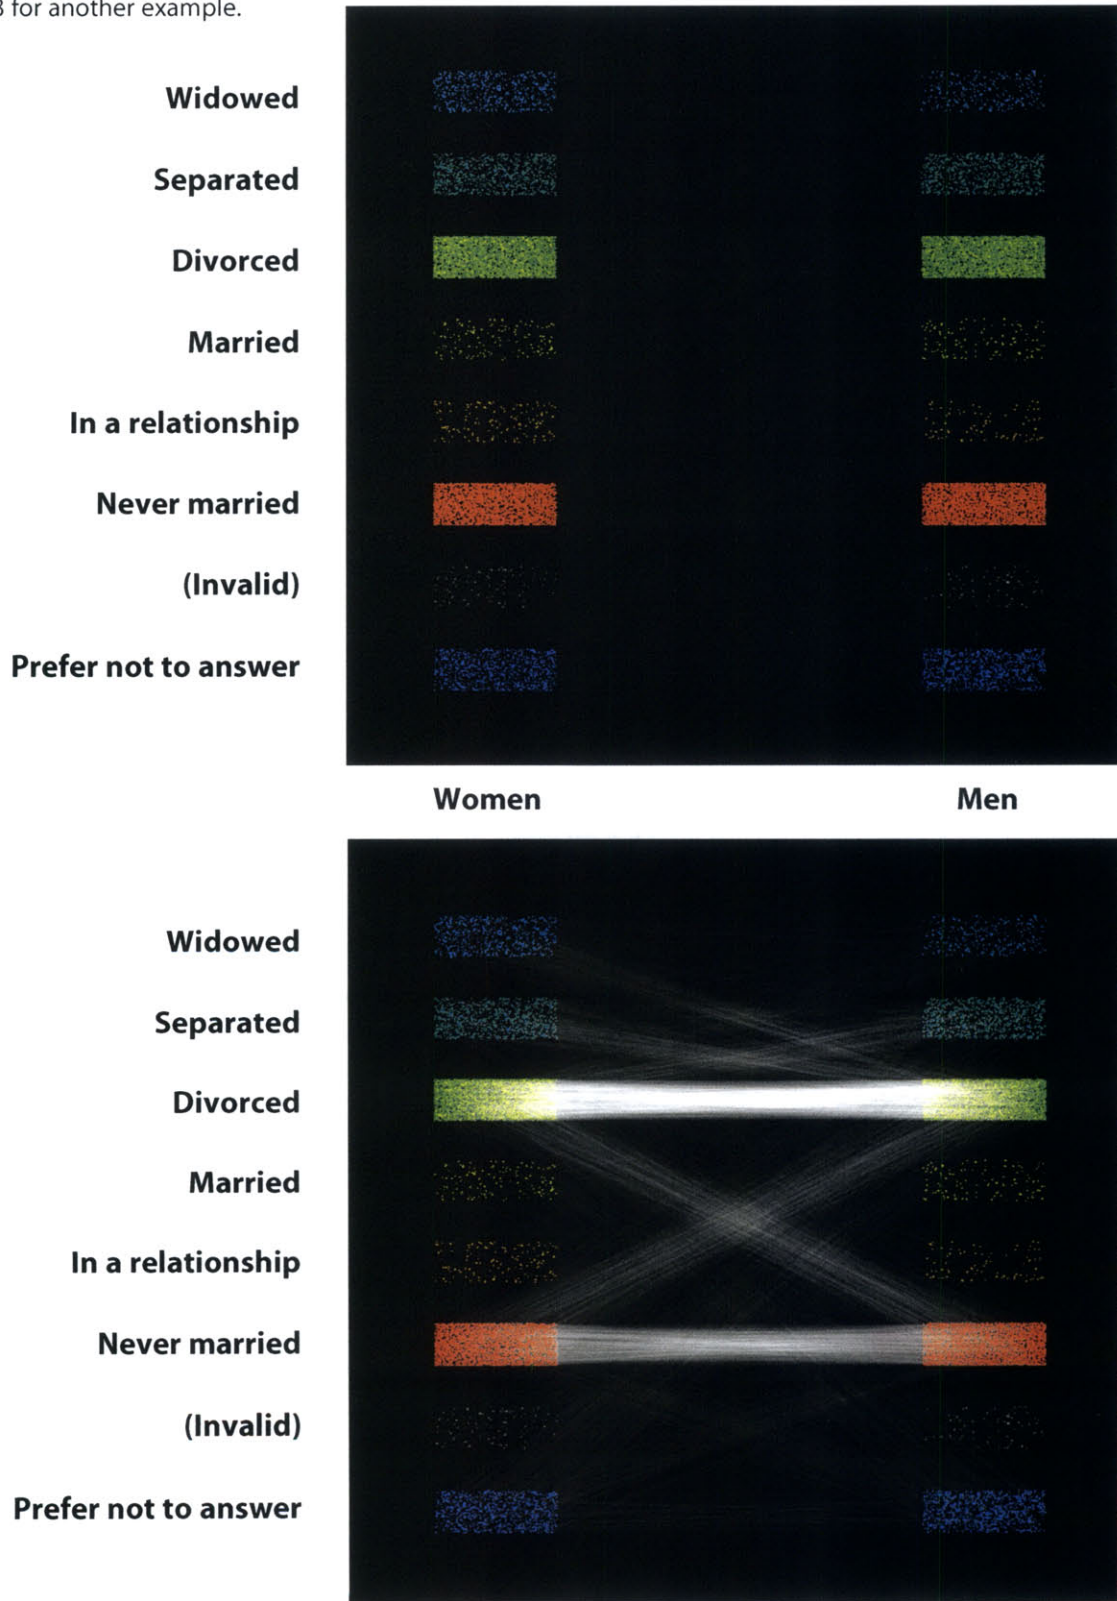 for another example.
Widowed
Separated
Divorced
Married
In a relationship
Never married
(Invalid)
Prefer not to answer
Women Men
Widowed
Separated
Divorced
Married
In a relationship
Never married
(Invalid)
Prefer not to answer